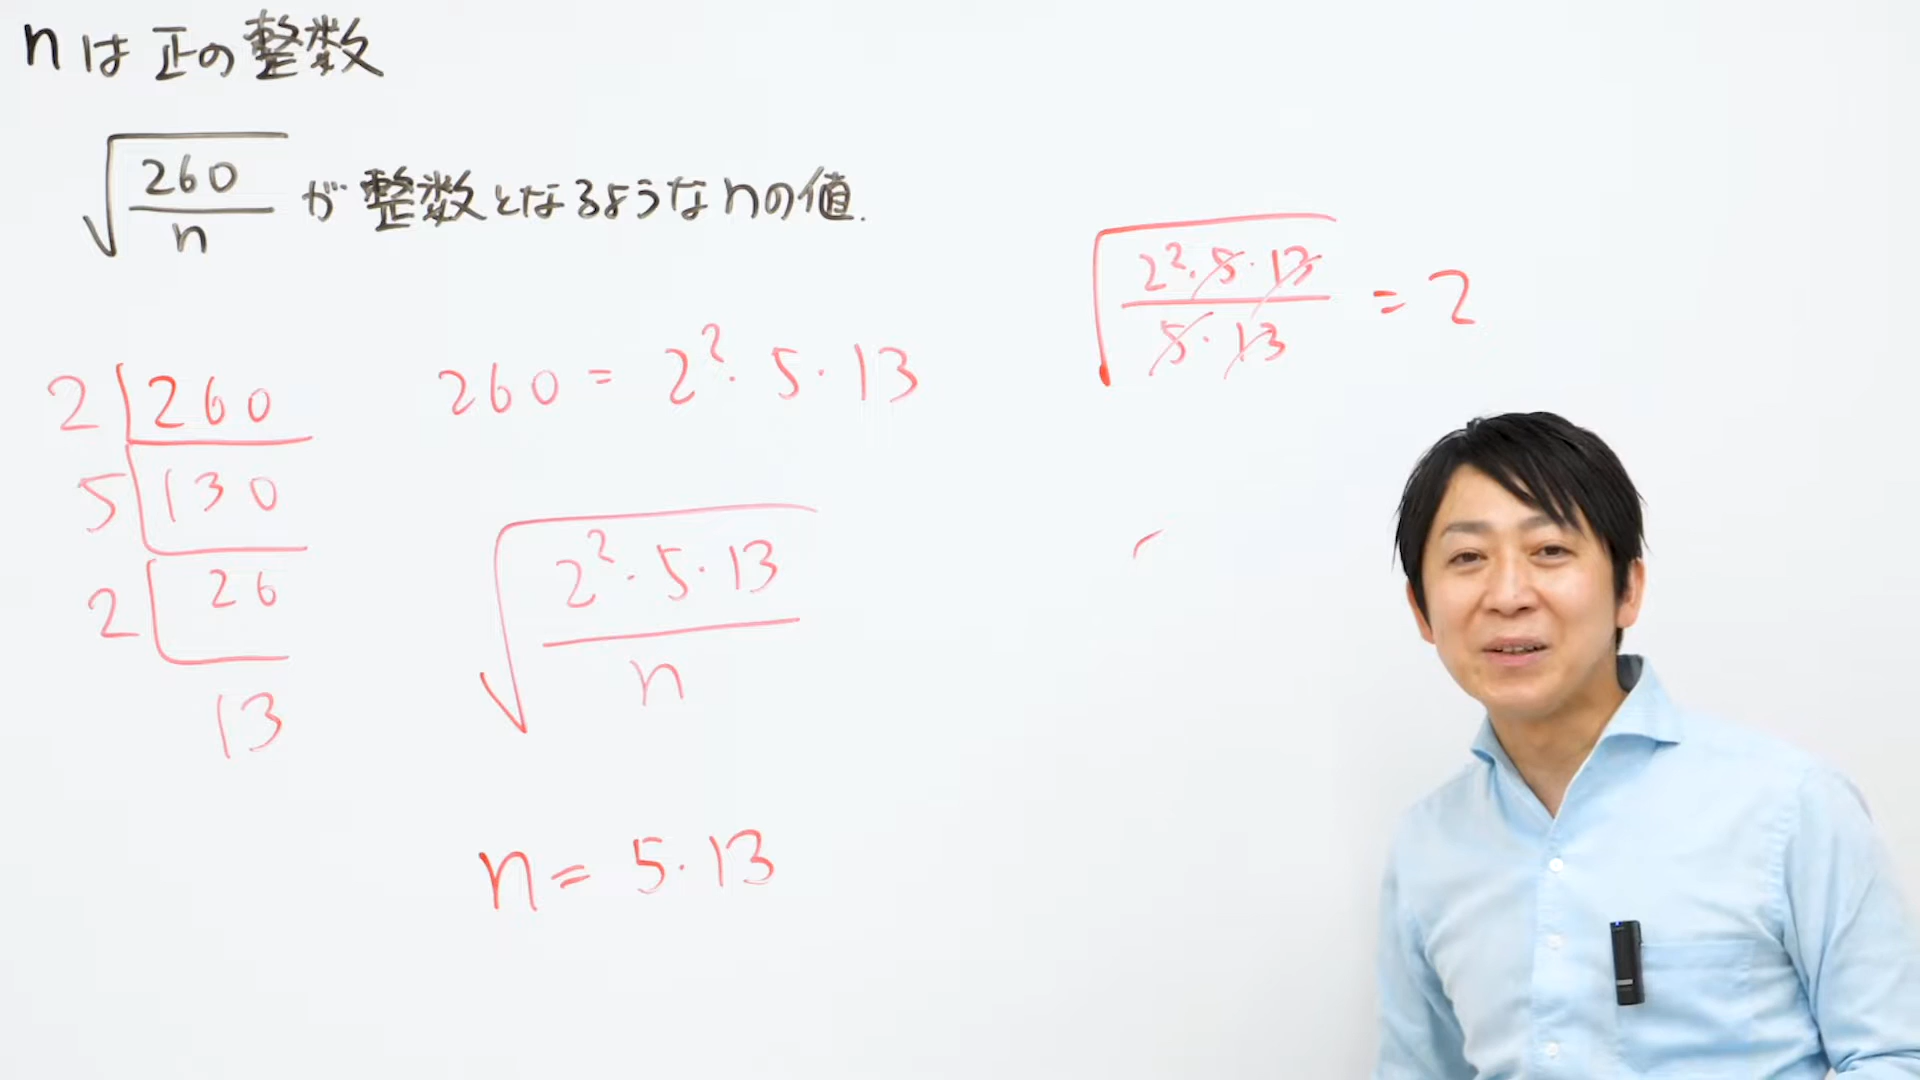 nは正の整数
√(260/n) が整数となるようなnの値.
2 260
5 130
2 26
13
260 = 2²・5・13
√(2²・5・13/n)
n = 5・13
√(2²・5・13/5・13) = 2